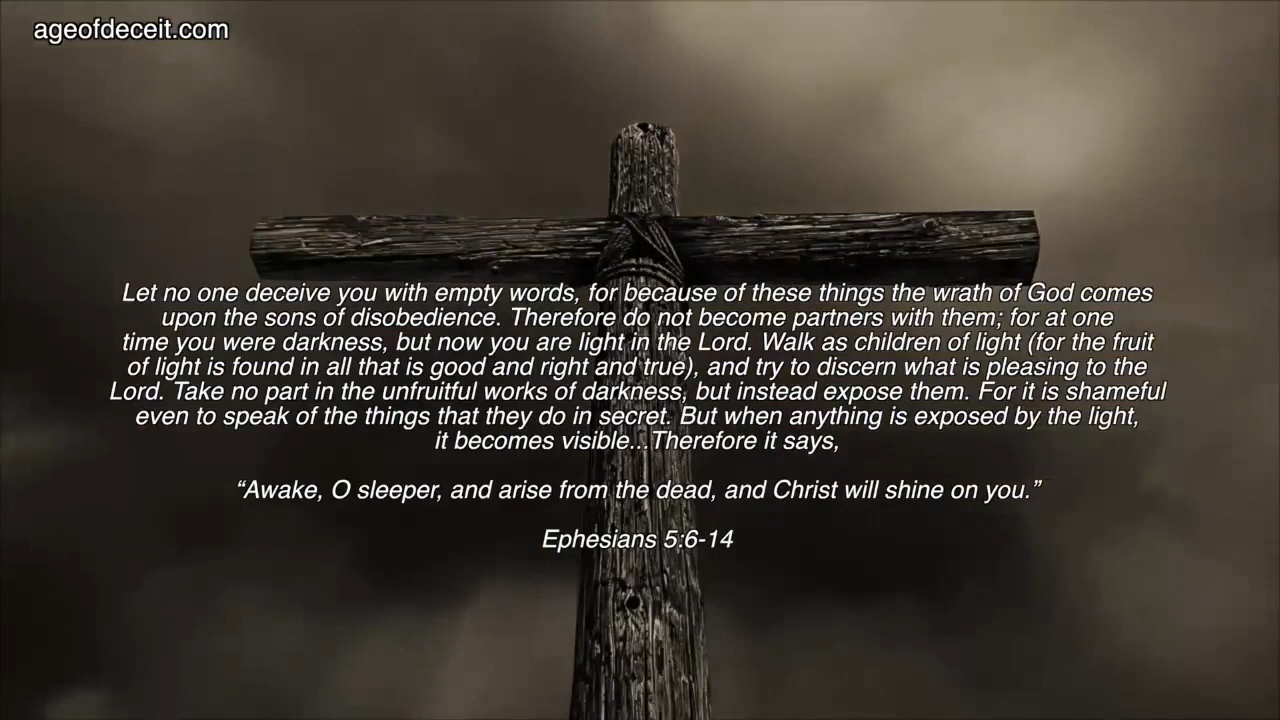 ageofdeceit.com
Let no one deceive you with empty words, for because of these things the wrath of God comes
upon the sons of disobedience. Therefore do not become partners with them; for at one
time you were darkness, but now you are light in the Lord. Walk as children of light (for the fruit
of light is found in all that is good and right and true), and try to discern what is pleasing to the
Lord. Take no part in the unfruitful works of darkness, but instead expose them. For it is shameful
even to speak of the things that they do in secret. But when anything is exposed by the light,
it becomes visible...Therefore it says,
“Awake, O sleeper, and arise from the dead, and Christ will shine on you.”
Ephesians 5:6-14